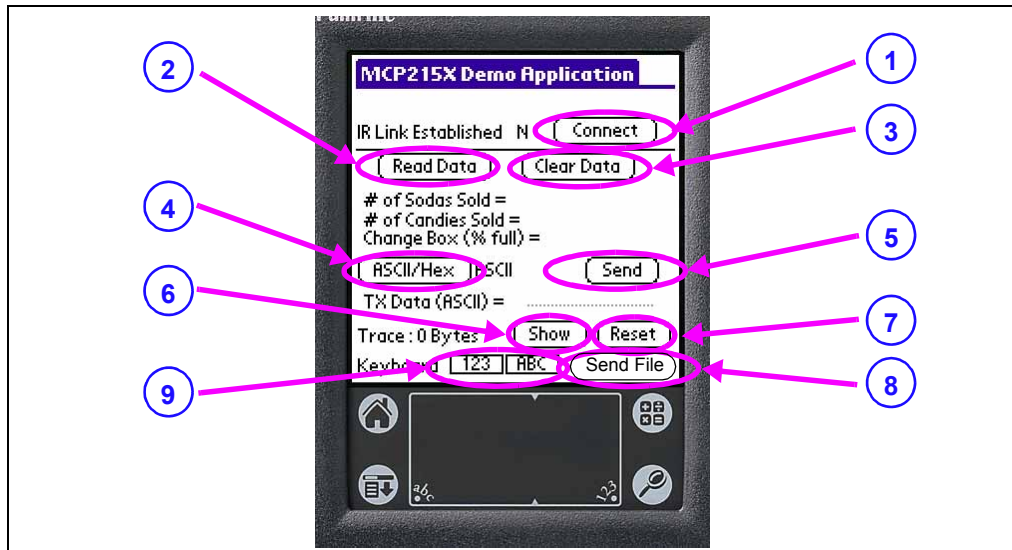 MCP215X Demo Application
2
1
IR Link Established N Connect
3
Read Data Clear Data
# of Sodas Sold =
4
# of Candies Sold =
Change Box (% full) =
5
ASCII/Hex ASCII Send
6
TX Data (ASCII) =
7
Trace : 0 Bytes Show Reset
Keyboard 123 ABC Send File
9
8
abc 123